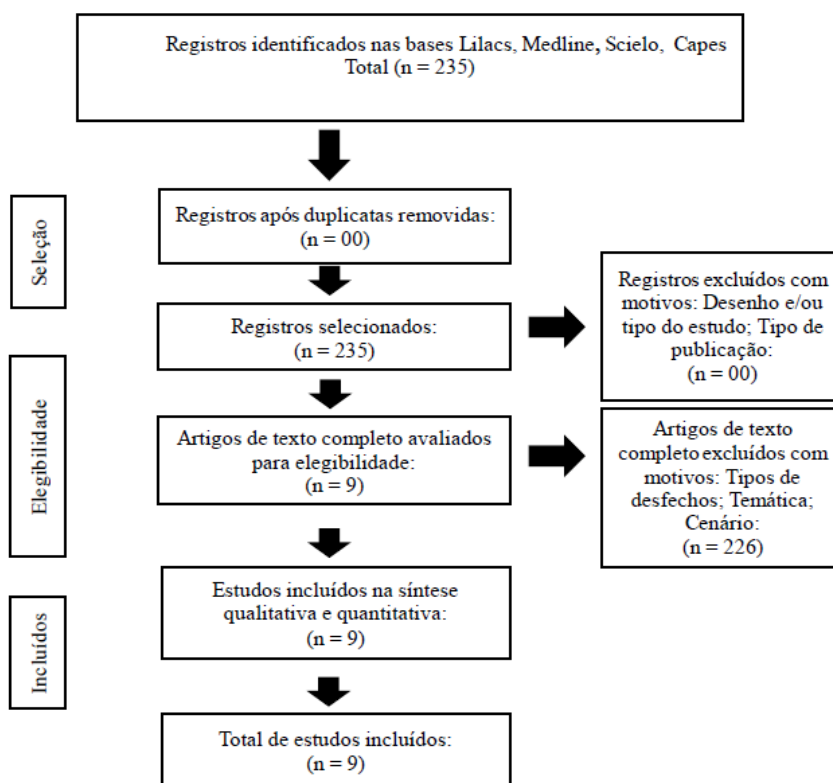 Registros identificados nas bases Lilacs, Medline, Scielo, Capes
Total (n = 235)
Seleção
Registros após duplicatas removidas:
(n = 00)
Registros selecionados:
(n = 235)
Registros excluídos com
motivos: Desenho e/ou
tipo do estudo; Tipo de
publicação:
(n = 00)
Elegibilidade
Artigos de texto completo avaliados
para elegibilidade:
(n = 9)
Artigos de texto
completo excluídos com
motivos: Tipos de
desfechos; Temática;
Cenário:
(n = 226)
Incluídos
Estudos incluídos na síntese
qualitativa e quantitativa:
(n = 9)
Total de estudos incluídos:
(n = 9)